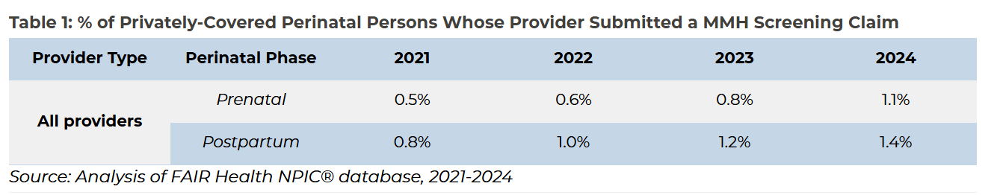 Table 1: % of Privately-Covered Perinatal Persons Whose Provider Submitted a MMH Screening Claim
Provider Type Perinatal Phase 2021 2022 2023 2024
All providers
Prenatal 0.5% 0.6% 0.8% 1.1%
Postpartum 0.8% 1.0% 1.2% 1.4%
Source: Analysis of FAIR Health NPIC® database, 2021-2024